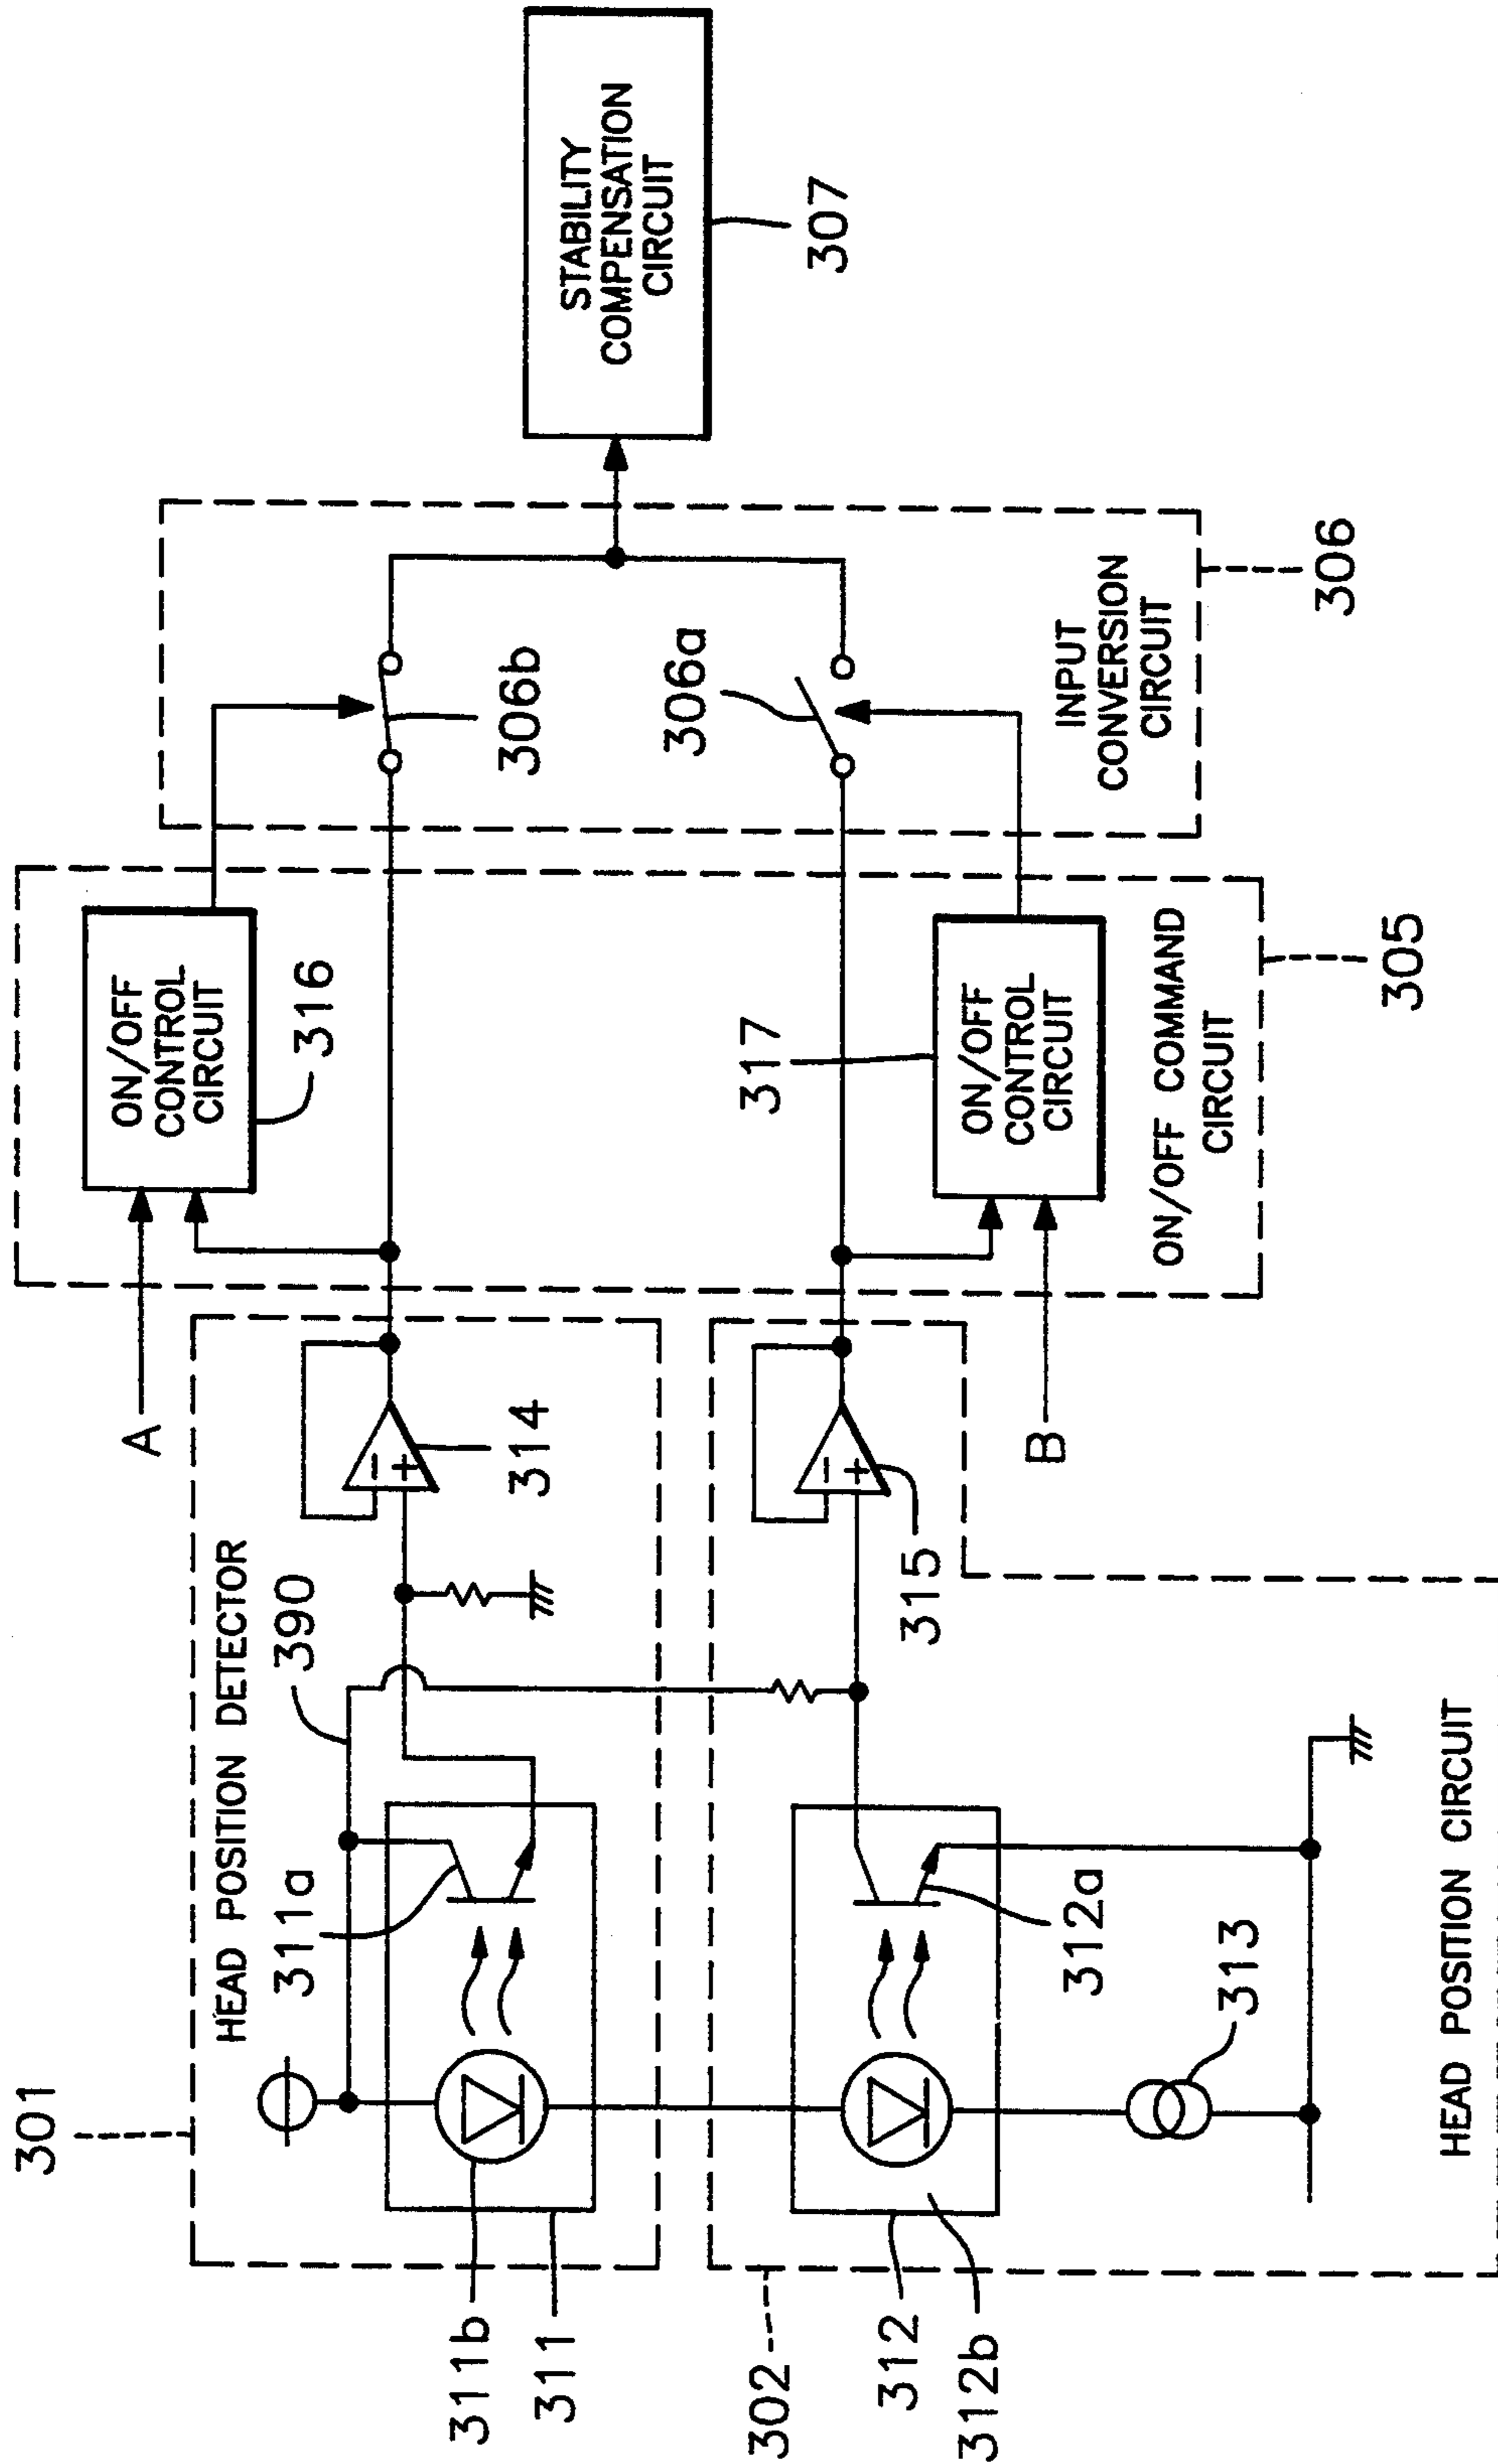 301
HEAD POSITION DETECTOR
390
311a
311b
311
314
A
ON/OFF
CONTROL
CIRCUIT
316
306b
STABILITY
COMPENSATION
CIRCUIT
307
302
312
312b
312a
313
315
HEAD POSITION CIRCUIT
B
317
ON/OFF
CONTROL
CIRCUIT
ON/OFF COMMAND
CIRCUIT
305
306a
INPUT
CONVERSION
CIRCUIT
306
−
+
−
+